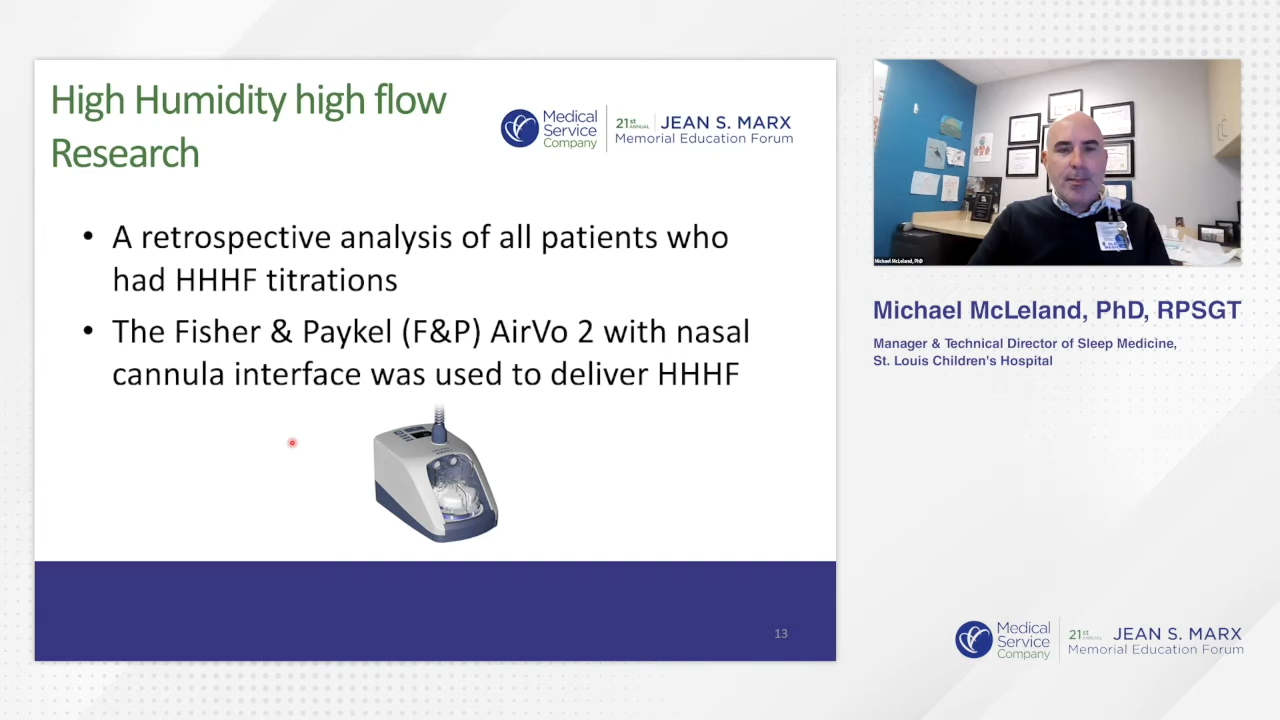 High Humidity high flow
Research
Medical
Service
Company
21st
ANNUAL
JEAN S. MARX
Memorial Education Forum
• A retrospective analysis of all patients who
had HHHF titrations
• The Fisher & Paykel (F&P) AirVo 2 with nasal
cannula interface was used to deliver HHHF
13
Michael McLeland, PhD
Michael McLeland, PhD, RPSGT
Manager & Technical Director of Sleep Medicine,
St. Louis Children's Hospital
Medical
Service
Company
21st
ANNUAL
JEAN S. MARX
Memorial Education Forum